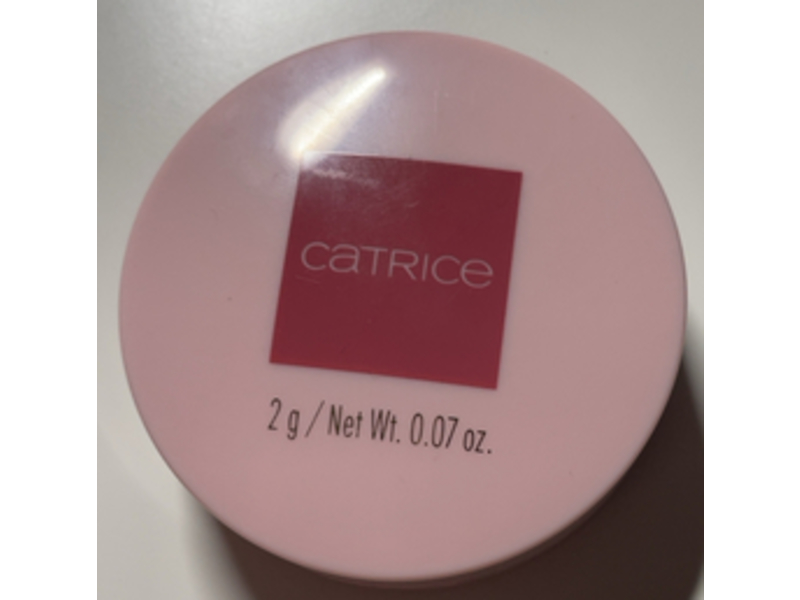 CATRICE
2 g / Net Wt. 0.07 oz.